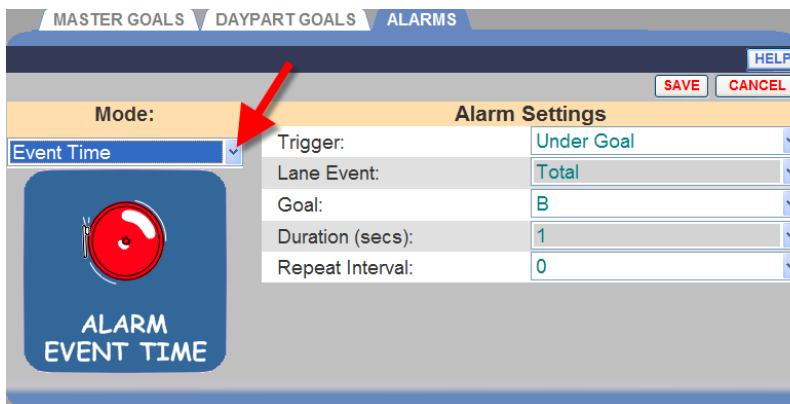 MASTER GOALS DAYPART GOALS ALARMS
HELP
SAVE CANCEL
Mode: Alarm Settings
Event Time
Trigger: Under Goal
Lane Event: Total
Goal: B
Duration (secs): 1
Repeat Interval: 0
ALARM
EVENT TIME